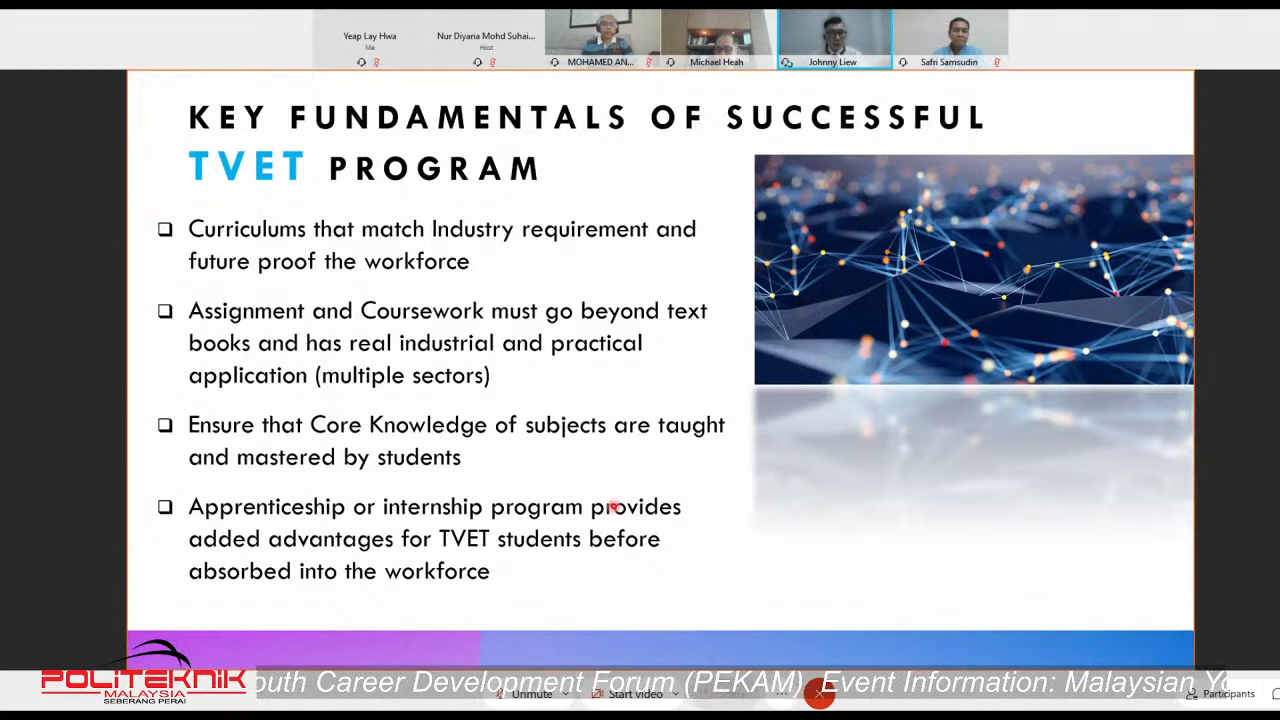 Yeap Lay Hwa
Me
Nur Diyana Mohd Suhai...
Host
MOHAMED AN...
Michael Heah
Johnny Liew
Safri Samsudin
KEY FUNDAMENTALS OF SUCCESSFUL
TVET PROGRAM
❑ Curriculums that match Industry requirement and
future proof the workforce
❑ Assignment and Coursework must go beyond text
books and has real industrial and practical
application (multiple sectors)
❑ Ensure that Core Knowledge of subjects are taught
and mastered by students
❑ Apprenticeship or internship program provides
added advantages for TVET students before
absorbed into the workforce
POLITEKNIK
MALAYSIA
SEBERANG PERAI
outh Career Development Forum (PEKAM) Event Information: Malaysian Yo
Unmute
Start video
Participants